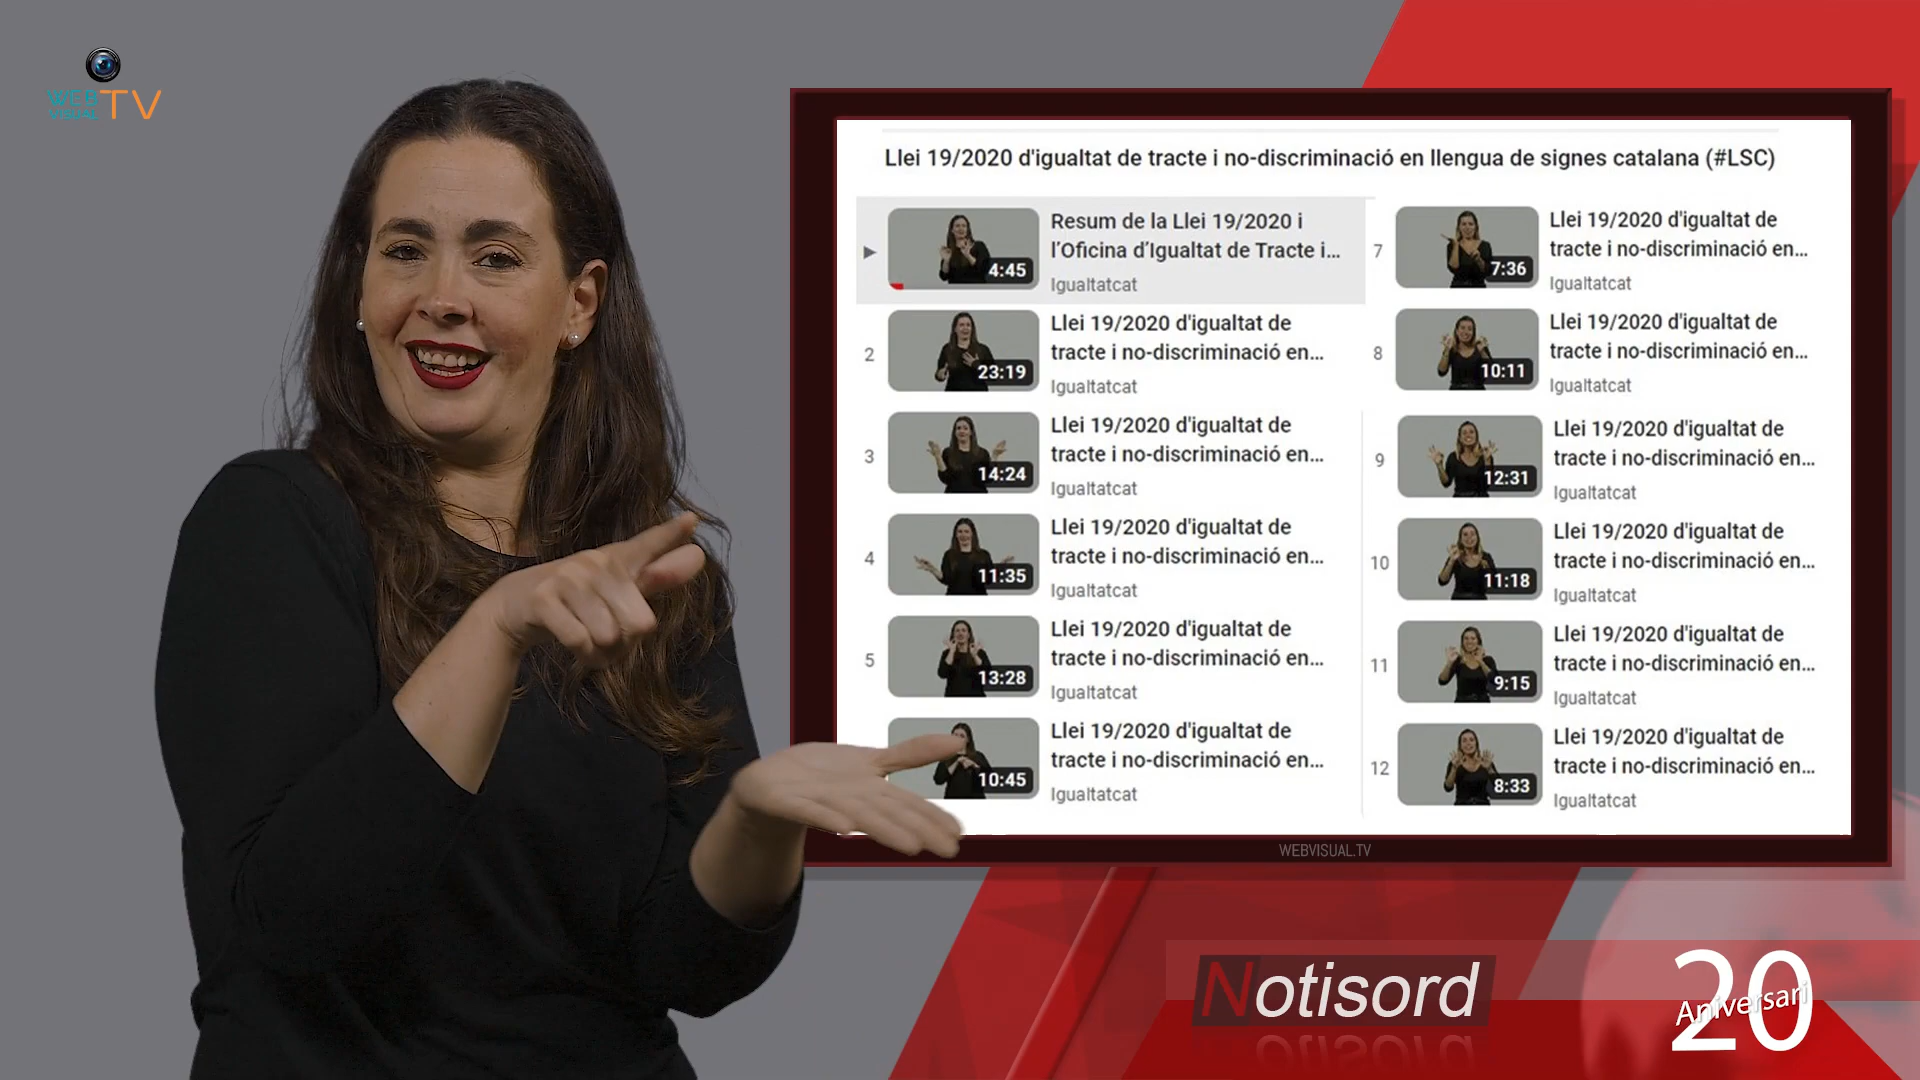 WEB
VISUAL
TV
Llei 19/2020 d'igualtat de tracte i no-discriminació en llengua de signes catalana (#LSC)
Resum de la Llei 19/2020 i
l'Oficina d'Igualtat de Tracte i...
4:45
Igualtatcat
2
Llei 19/2020 d'igualtat de
tracte i no-discriminació en...
23:19
Igualtatcat
3
Llei 19/2020 d'igualtat de
tracte i no-discriminació en...
14:24
Igualtatcat
4
Llei 19/2020 d'igualtat de
tracte i no-discriminació en...
11:35
Igualtatcat
5
Llei 19/2020 d'igualtat de
tracte i no-discriminació en...
13:28
Igualtatcat
Llei 19/2020 d'igualtat de
tracte i no-discriminació en...
10:45
Igualtatcat
7
Llei 19/2020 d'igualtat de
tracte i no-discriminació en...
7:36
Igualtatcat
8
Llei 19/2020 d'igualtat de
tracte i no-discriminació en...
10:11
Igualtatcat
9
Llei 19/2020 d'igualtat de
tracte i no-discriminació en...
12:31
Igualtatcat
10
Llei 19/2020 d'igualtat de
tracte i no-discriminació en...
11:18
Igualtatcat
11
Llei 19/2020 d'igualtat de
tracte i no-discriminació en...
9:15
Igualtatcat
12
Llei 19/2020 d'igualtat de
tracte i no-discriminació en...
8:33
Igualtatcat
WEBVISUAL.TV
Notisord
20
Aniversari